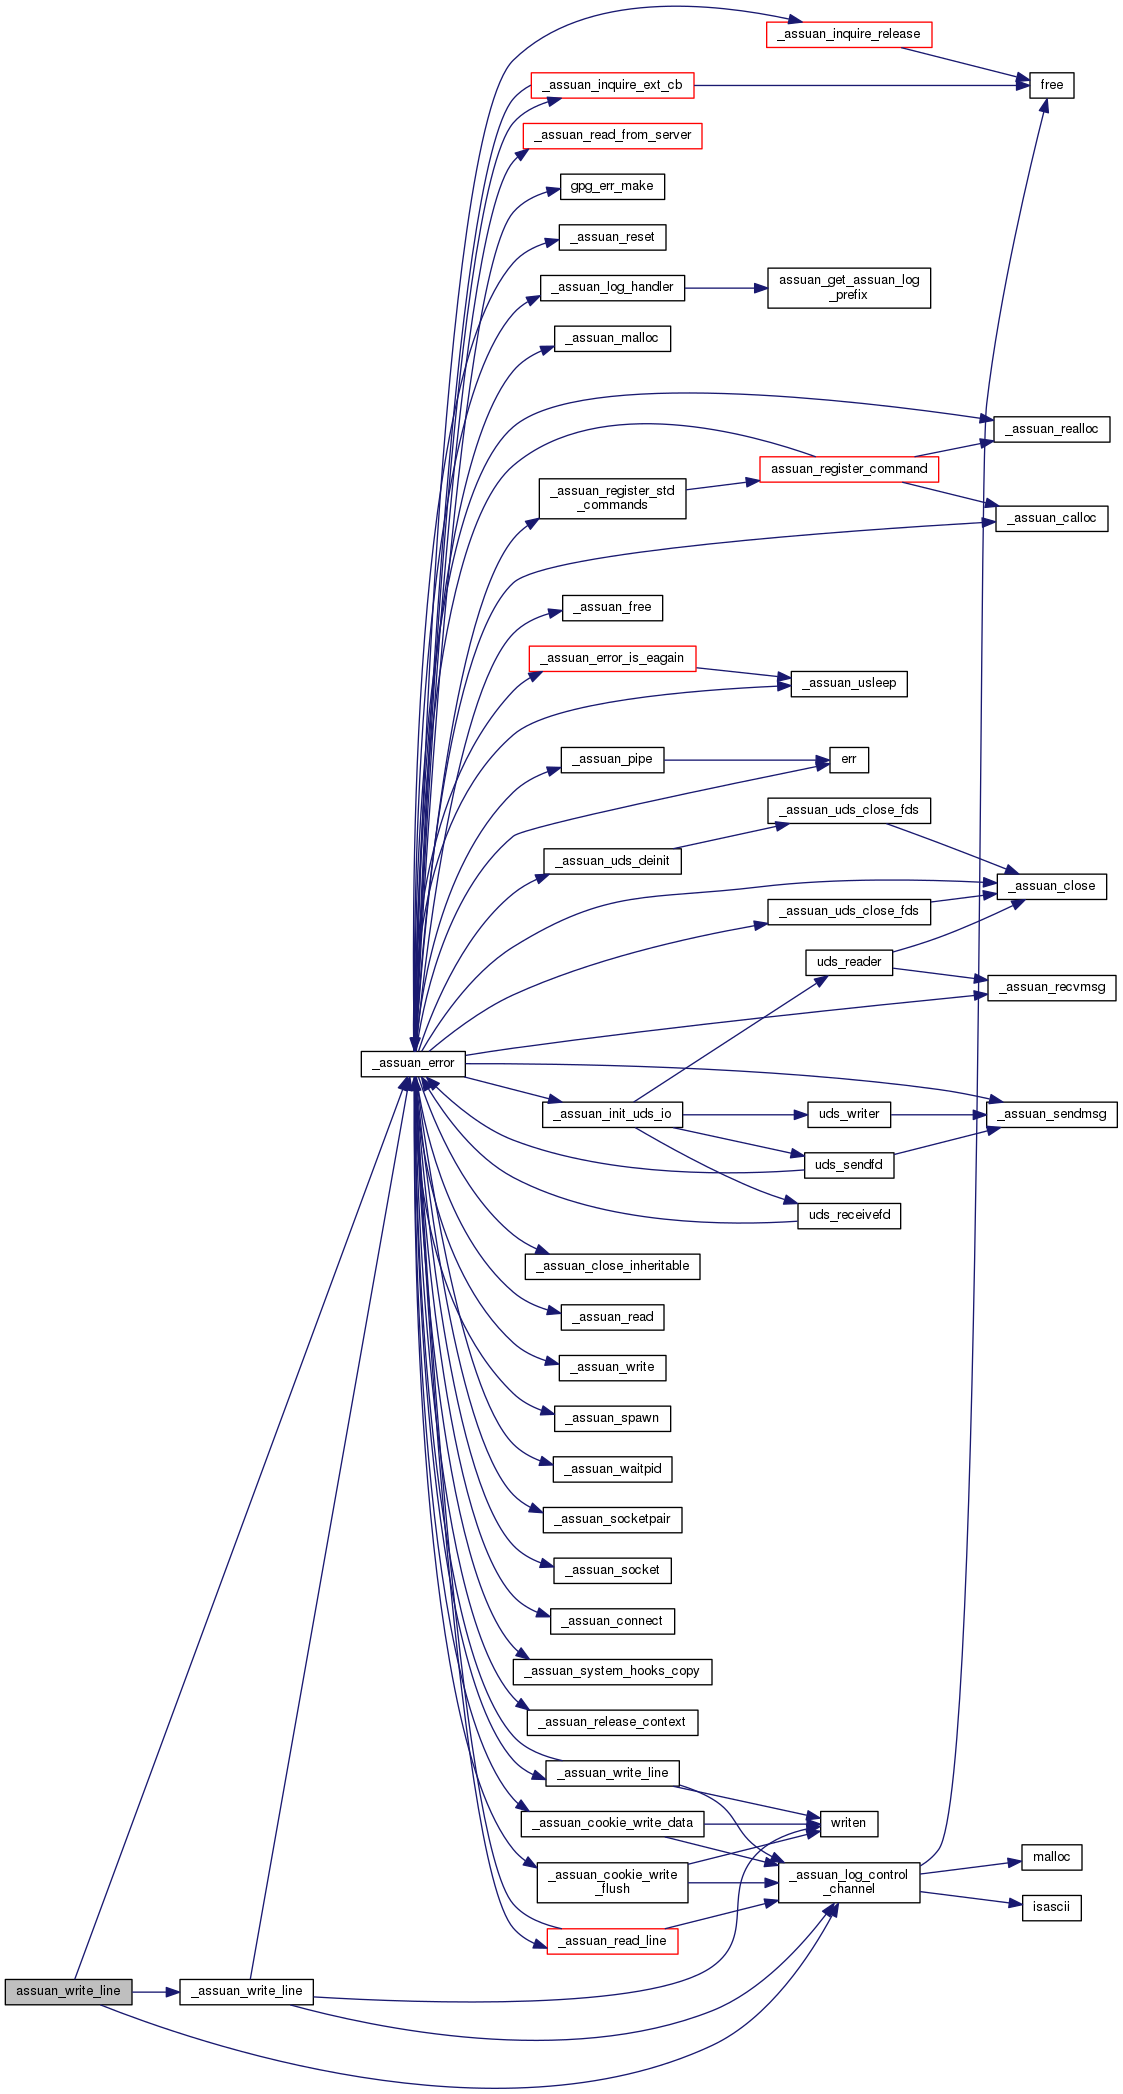 _assuan_inquire_release
_assuan_inquire_ext_cb
free
_assuan_read_from_server
gpg_err_make
_assuan_reset
_assuan_log_handler
assuan_get_assuan_log
_prefix
_assuan_malloc
_assuan_realloc
assuan_register_command
_assuan_register_std
_commands
_assuan_calloc
_assuan_free
_assuan_error_is_eagain
_assuan_usleep
_assuan_pipe
err
_assuan_uds_close_fds
_assuan_uds_deinit
_assuan_close
_assuan_uds_close_fds
uds_reader
_assuan_recvmsg
_assuan_error
_assuan_init_uds_io
uds_writer
_assuan_sendmsg
uds_sendfd
uds_receivefd
_assuan_close_inheritable
_assuan_read
_assuan_write
_assuan_spawn
_assuan_waitpid
_assuan_socketpair
_assuan_socket
_assuan_connect
_assuan_system_hooks_copy
_assuan_release_context
_assuan_write_line
_assuan_cookie_write_data
writen
_assuan_cookie_write
_flush
_assuan_log_control
_channel
malloc
isascii
_assuan_read_line
assuan_write_line
_assuan_write_line